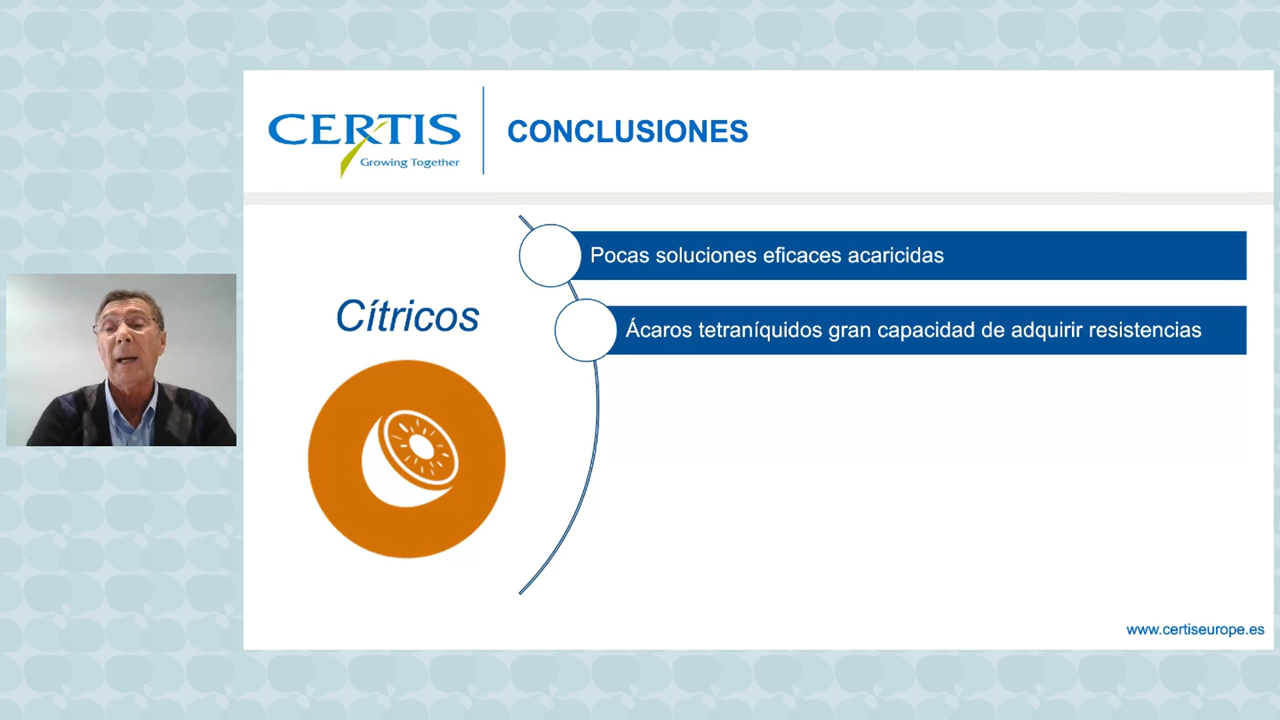 CERTIS
Growing Together
CONCLUSIONES
Pocas soluciones eficaces acaricidas
Ácaros tetraníquidos gran capacidad de adquirir resistencias
Cítricos
www.certiseurope.es